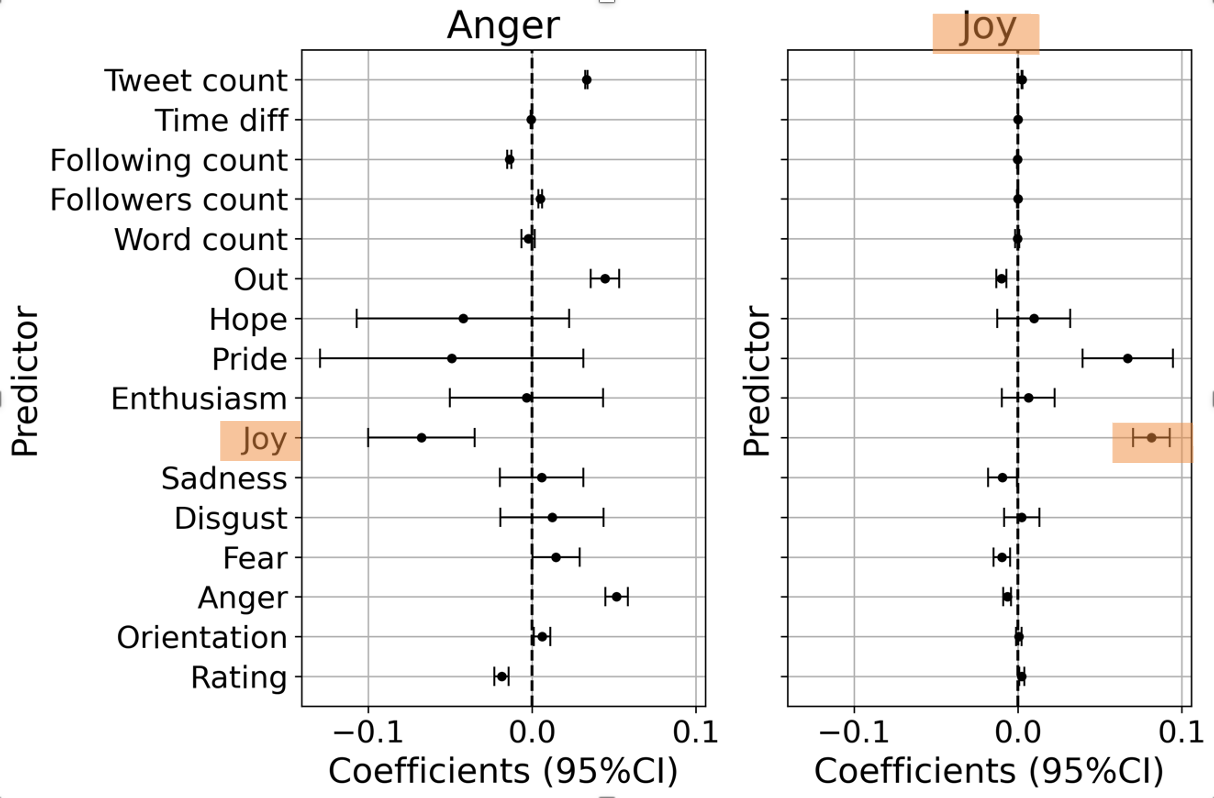 Anger
Joy
Tweet count
Time diff
Following count
Followers count
Word count
Out
Hope
Pride
Enthusiasm
Joy
Sadness
Disgust
Fear
Anger
Orientation
Rating
Predictor
Predictor
−0.1 0.0 0.1
−0.1 0.0 0.1
Coefficients (95%CI)
Coefficients (95%CI)